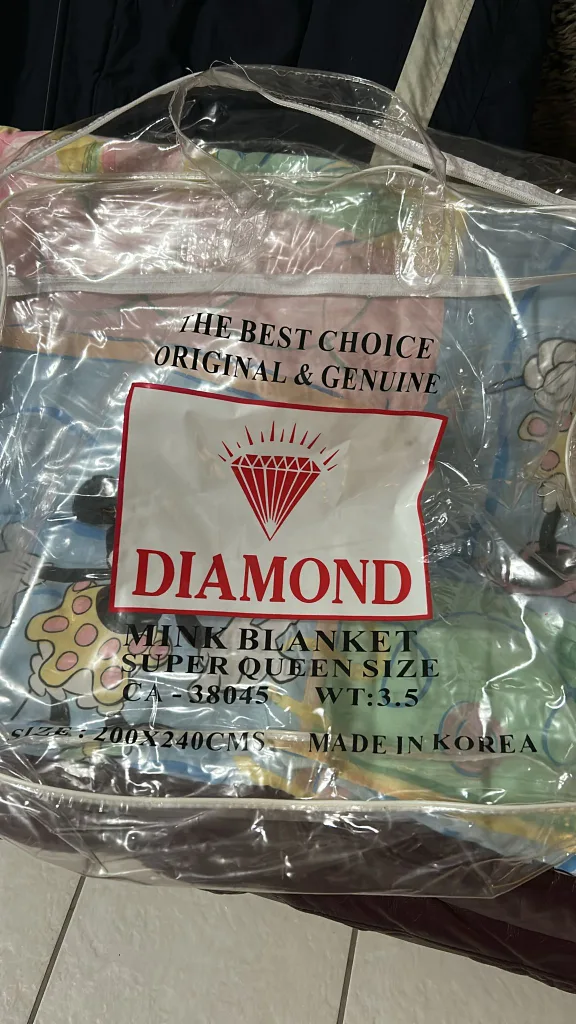 THE BEST CHOICE
ORIGINAL & GENUINE
DIAMOND
MINK BLANKET
SUPER QUEEN SIZE
CA - 38045 WT:3.5
SIZE : 200X240CMS. MADE IN KOREA